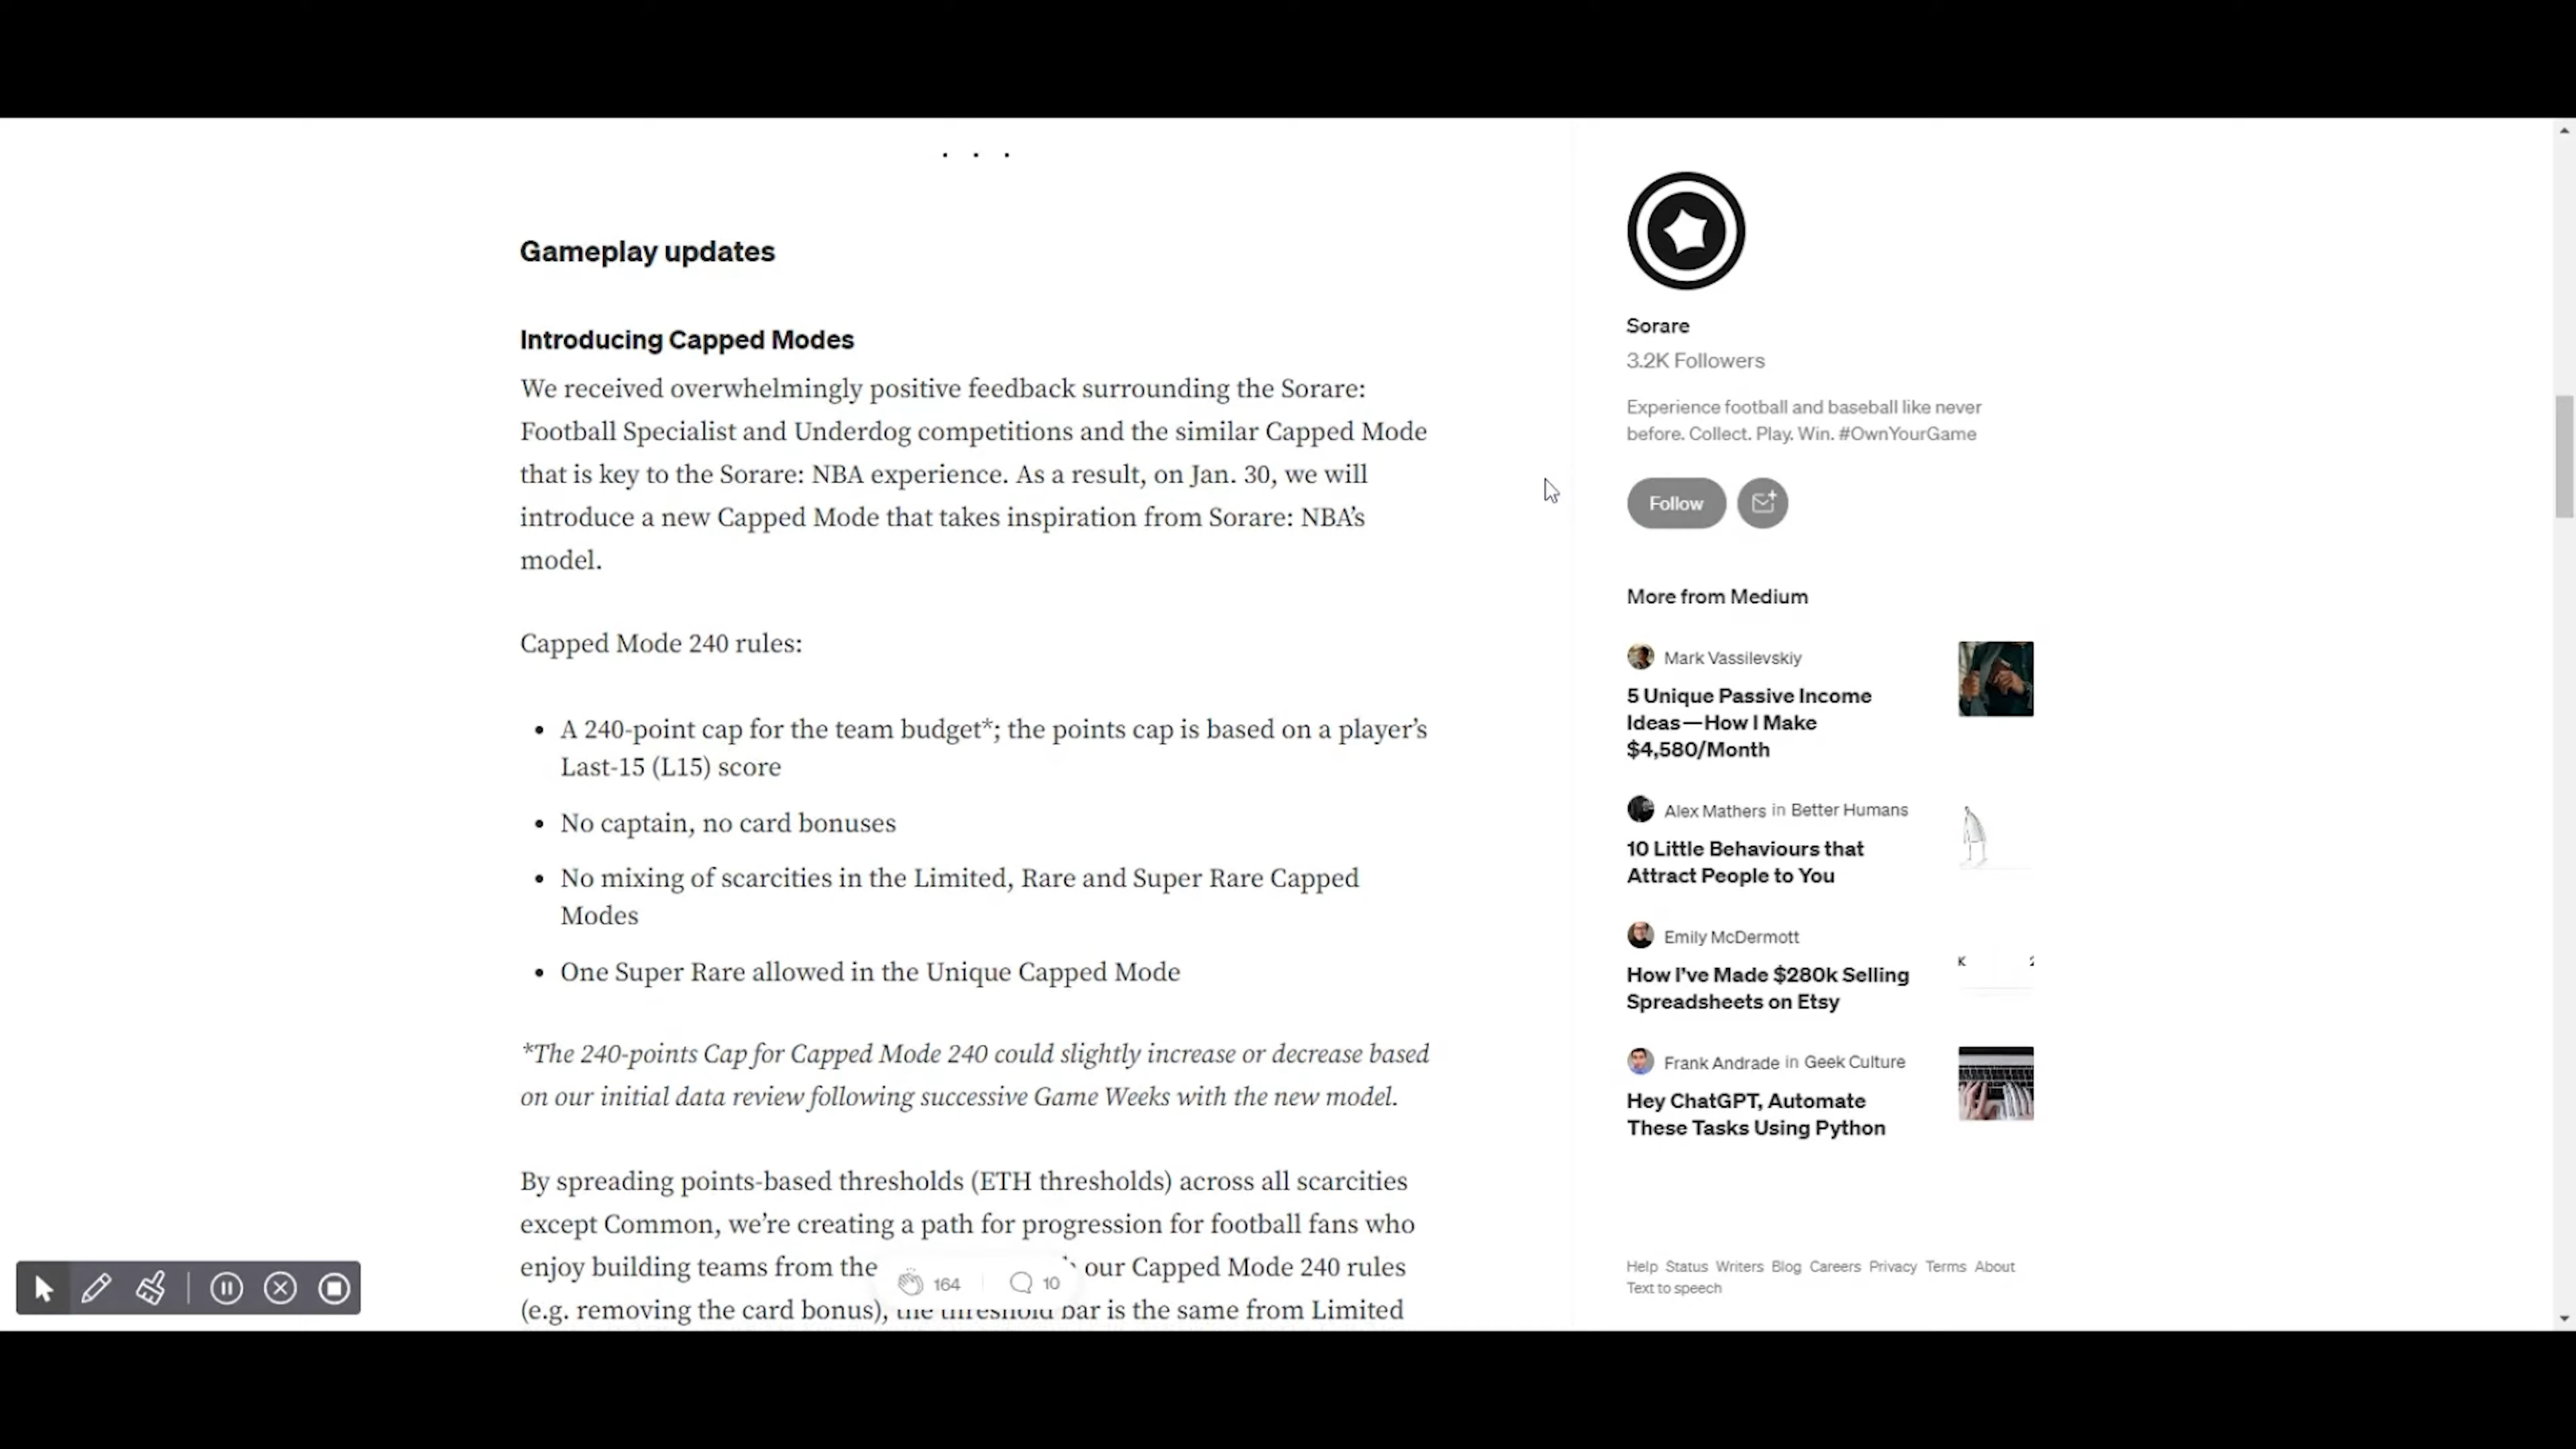 . . .
Gameplay updates
Introducing Capped Modes
We received overwhelmingly positive feedback surrounding the Sorare:
Football Specialist and Underdog competitions and the similar Capped Mode
that is key to the Sorare: NBA experience. As a result, on Jan. 30, we will
introduce a new Capped Mode that takes inspiration from Sorare: NBA’s
model.
Capped Mode 240 rules:
• A 240-point cap for the team budget*; the points cap is based on a player’s
Last-15 (L15) score
• No captain, no card bonuses
• No mixing of scarcities in the Limited, Rare and Super Rare Capped
Modes
• One Super Rare allowed in the Unique Capped Mode
*The 240-points Cap for Capped Mode 240 could slightly increase or decrease based
on our initial data review following successive Game Weeks with the new model.
By spreading points-based thresholds (ETH thresholds) across all scarcities
except Common, we’re creating a path for progression for football fans who
enjoy building teams from the our Capped Mode 240 rules
(e.g. removing the card bonus), the threshold bar is the same from Limited
164
10
Sorare
3.2K Followers
Experience football and baseball like never
before. Collect. Play. Win. #OwnYourGame
Follow
More from Medium
Mark Vassilevskiy
5 Unique Passive Income
Ideas — How I Make
$4,580/Month
Alex Mathers in Better Humans
10 Little Behaviours that
Attract People to You
Emily McDermott
How I’ve Made $280k Selling
Spreadsheets on Etsy
K
Frank Andrade in Geek Culture
Hey ChatGPT, Automate
These Tasks Using Python
Help Status Writers Blog Careers Privacy Terms About
Text to speech